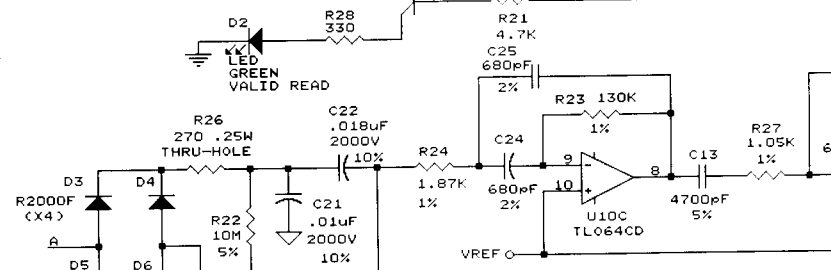 D2
LED
GREEN
VALID READ
R28
330
R21
4.7K
C25
680pF
2%
R23 130K
1%
R26
270 .25W
THRU-HOLE
C22
.018uF
2000V
10%
R24
1.87K
1%
C24
680pF
2%
9
10
8
U10C
TL064CD
C13
4700pF
5%
R27
1.05K
1%
6
D3
D4
R2000F
(X4)
A
D5
D6
R22
10M
5%
C21
.01uF
2000V
10%
VREF